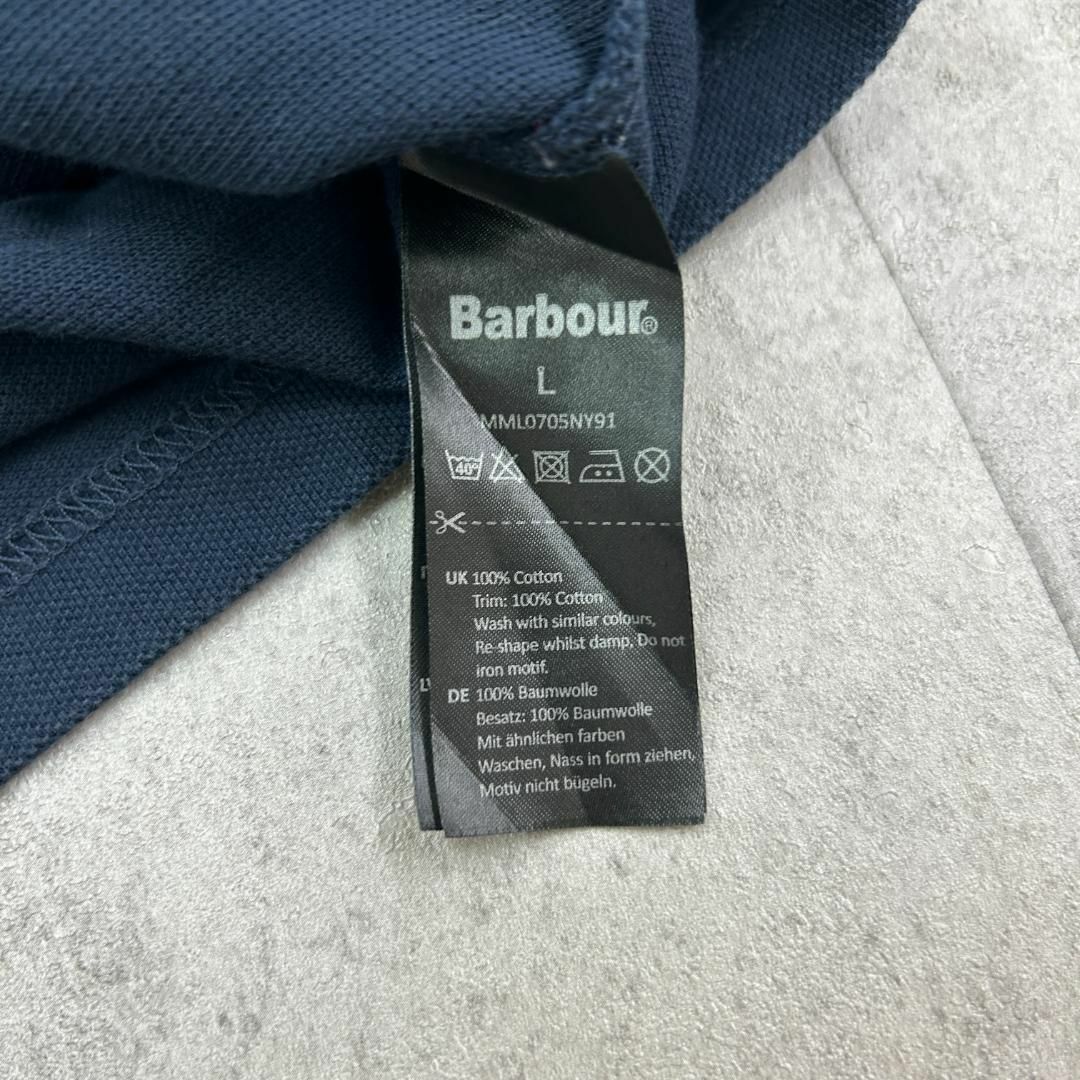 Barbour®
L
MML0705NY91
40°
UK 100% Cotton
Trim: 100% Cotton
Wash with similar colours,
Re-shape whilst damp, Do not
iron motif.
DE 100% Baumwolle
Besatz: 100% Baumwolle
Mit ähnlichen farben
Waschen, Nass in form ziehen,
Motiv nicht bügeln.